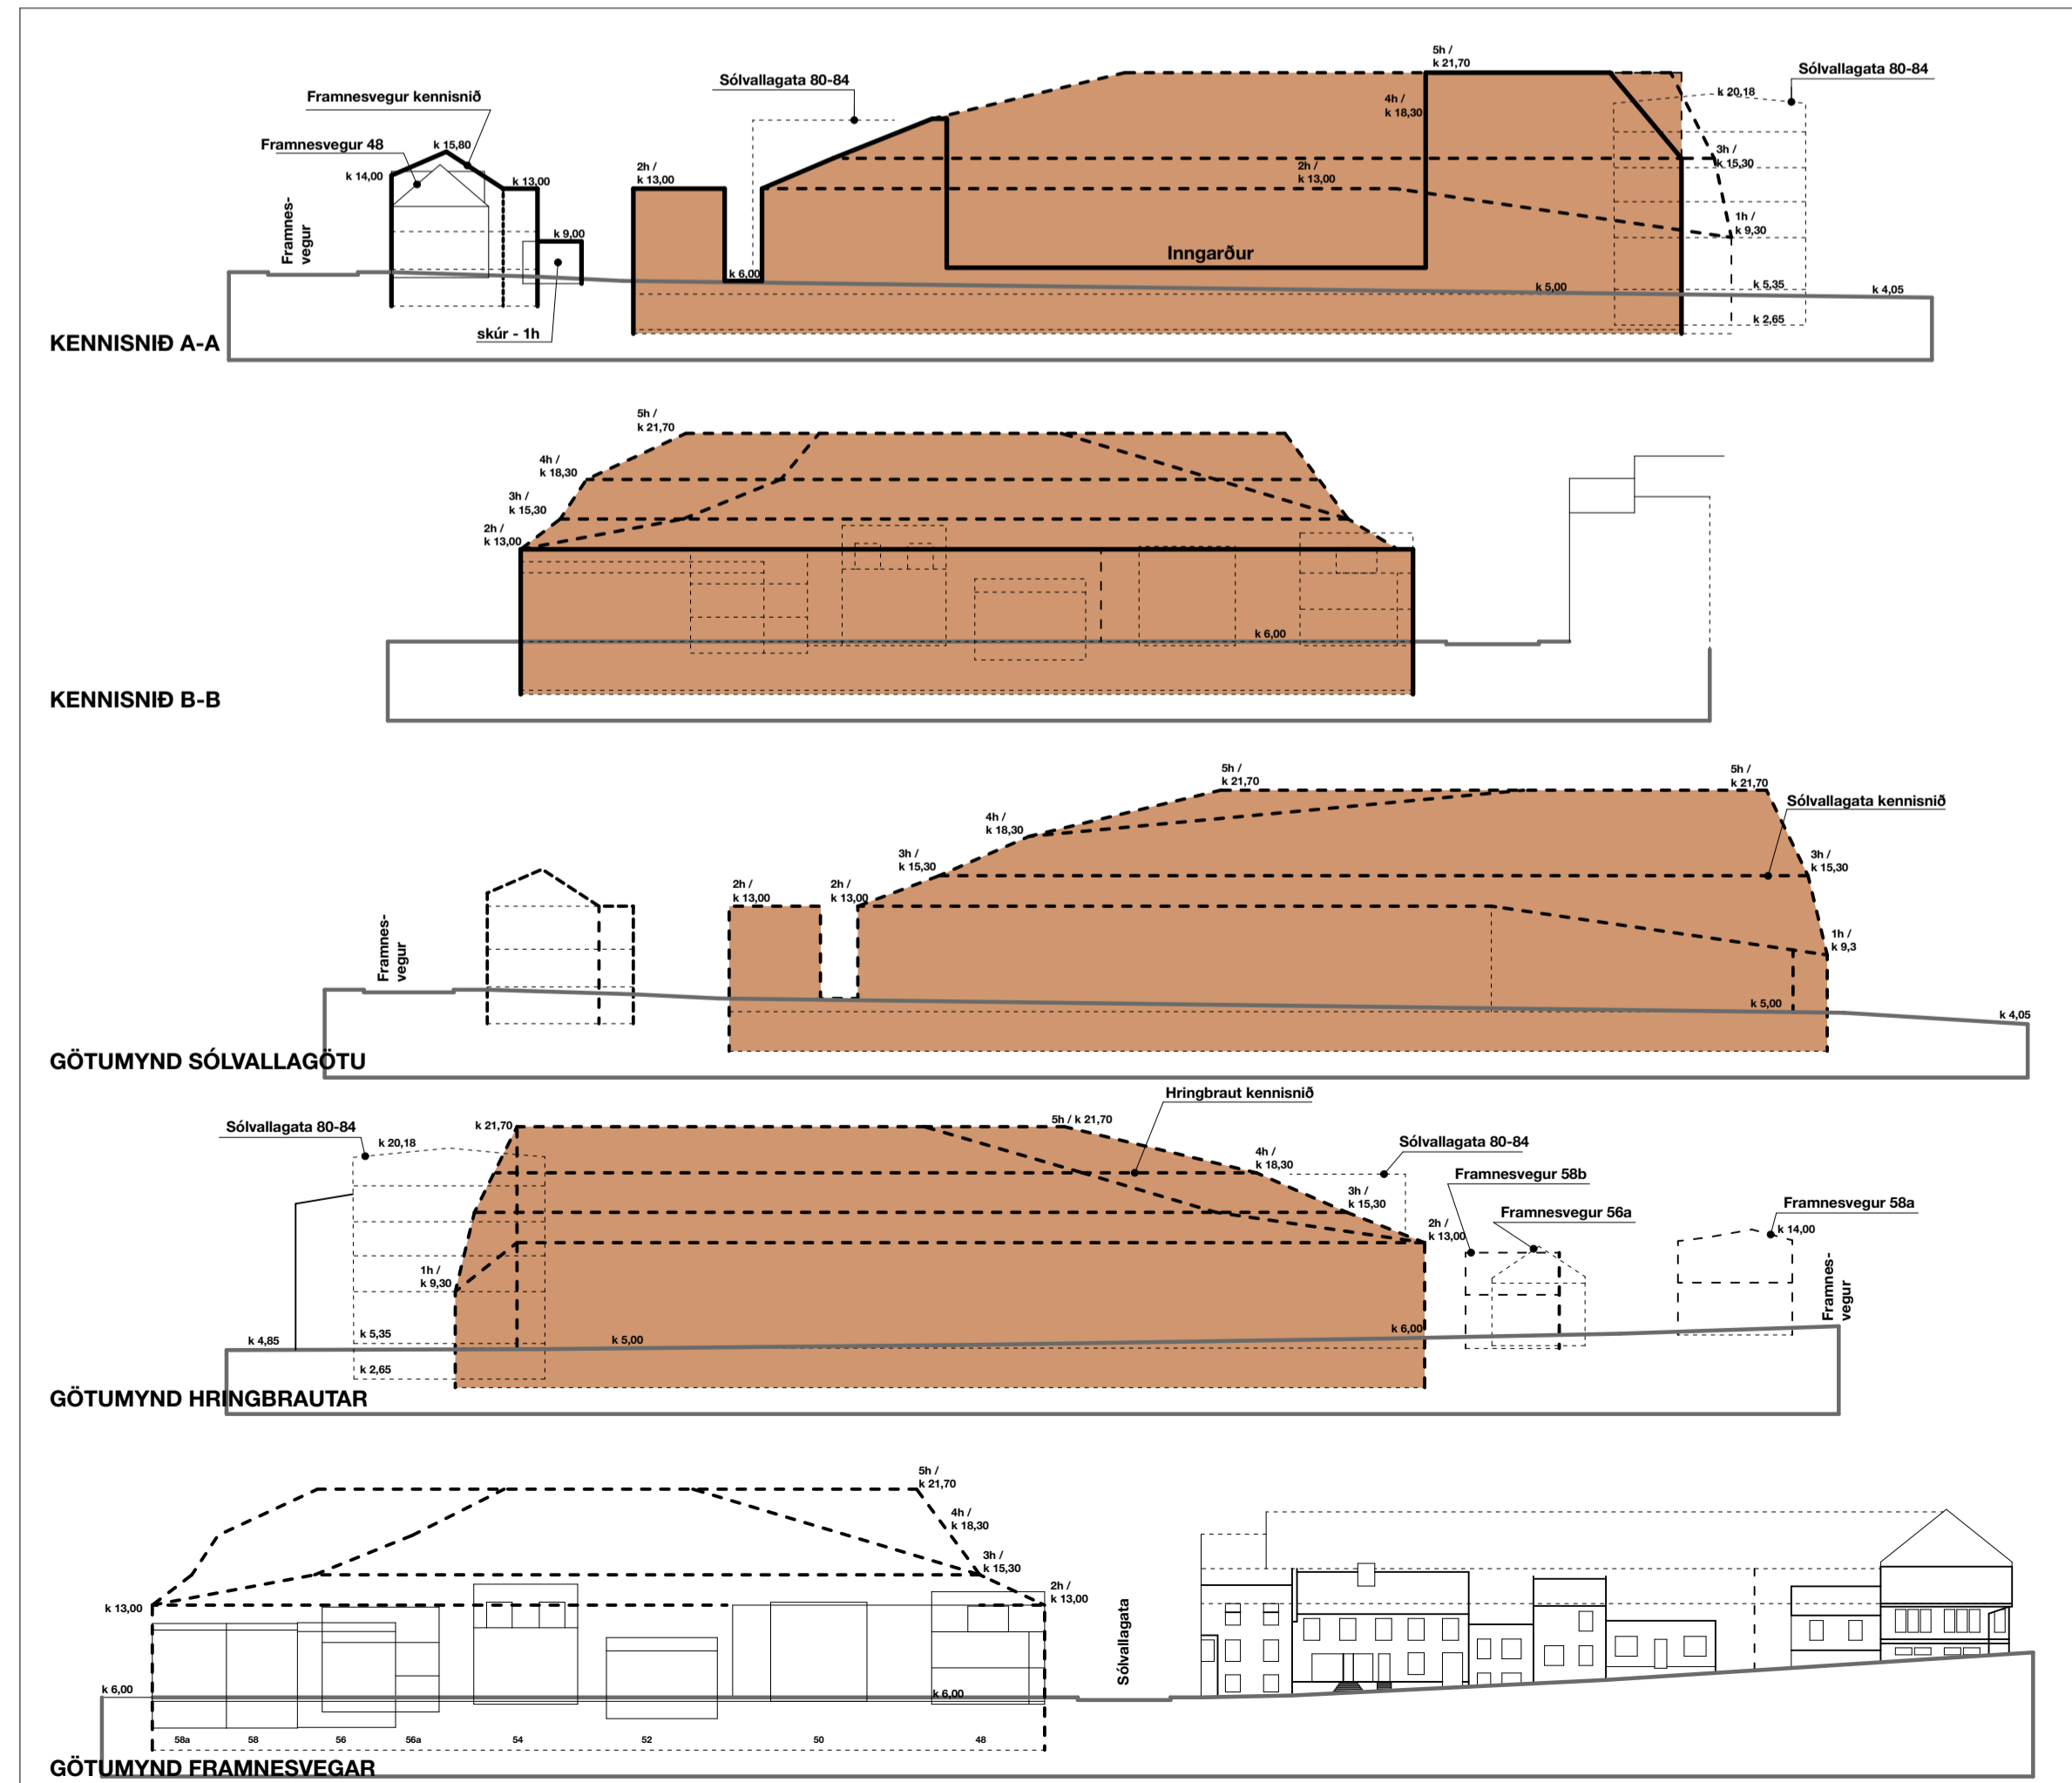 5h /
k 21,70
Sólvallagata 80-84
Sólvallagata 80-84
Framnesvegur kennisnið
k 20,18
4h /
k 18,30
Framnesvegur 48
k 15,80
3h /
k 15,30
k 14,00
k 13,00
2h /
k 13,00
2h /
k 13,00
Framnes-
vegur
k 9,00
1h /
k 9,30
Inngarður
k 6,00
k 5,00
k 5,35
k 4,05
k 2,65
skúr - 1h
KENNISNIÐ A-A
5h /
k 21,70
4h /
k 18,30
3h /
k 15,30
2h /
k 13,00
k 6,00
KENNISNIÐ B-B
5h /
k 21,70
5h /
k 21,70
Sólvallagata kennisnið
4h /
k 18,30
3h /
k 15,30
3h /
k 15,30
2h /
k 13,00
2h /
k 13,00
Framnes-
vegur
1h /
k 9,3
k 5,00
k 4,05
GÖTUMYND SÓLVALLAGÖTU
Hringbraut kennisnið
Sólvallagata 80-84
k 21,70
5h / k 21,70
k 20,18
Sólvallagata 80-84
4h /
k 18,30
Framnesvegur 58b
3h /
k 15,30
Framnesvegur 56a
Framnesvegur 58a
2h /
k 13,00
k 14,00
Framnes-
vegur
1h /
k 9,30
k 4,85
k 5,35
k 5,00
k 6,00
k 2,65
GÖTUMYND HRINGBRAUTAR
5h /
k 21,70
4h /
k 18,30
3h /
k 15,30
2h /
k 13,00
k 13,00
Sólvallagata
k 6,00
k 6,00
58a
58
56
56a
54
52
50
48
GÖTUMYND FRAMNESVEGAR